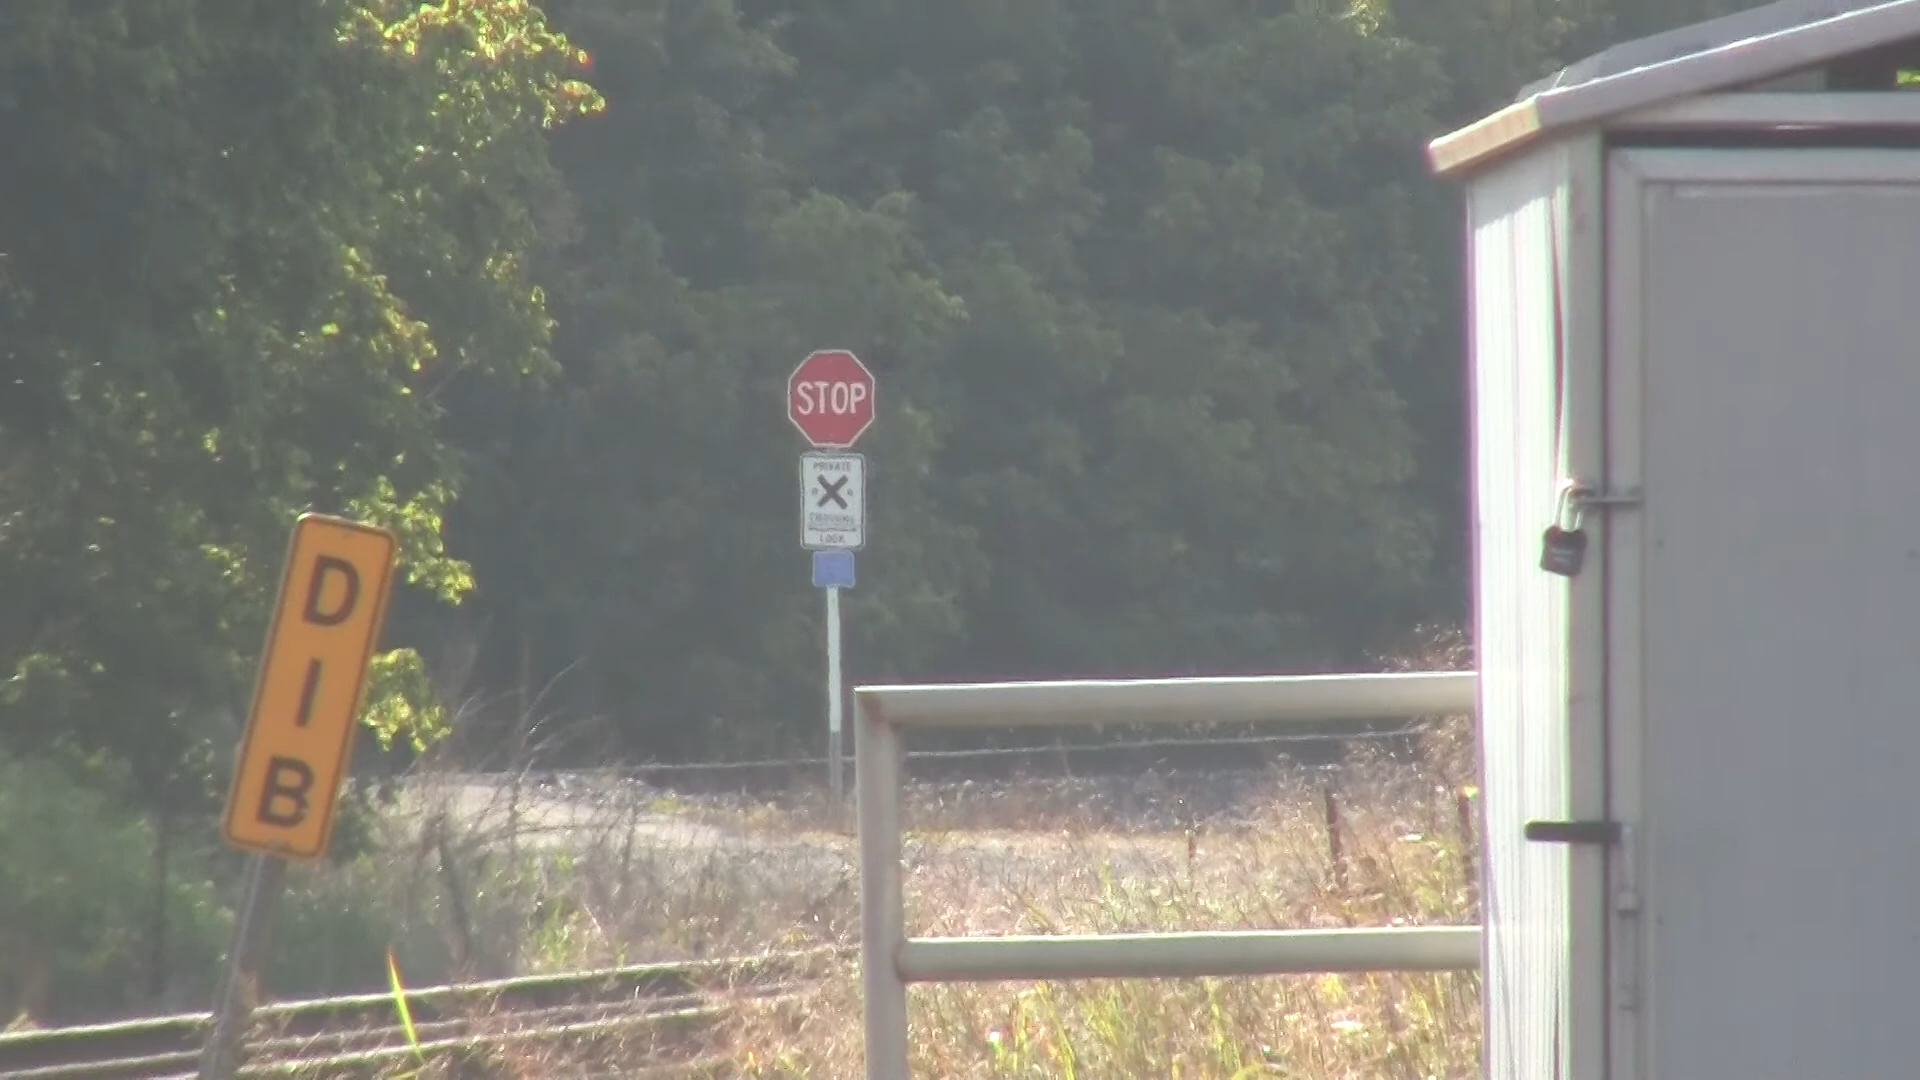 STOP
PRIVATE
R R
CROSSING
LOOK
D
I
B